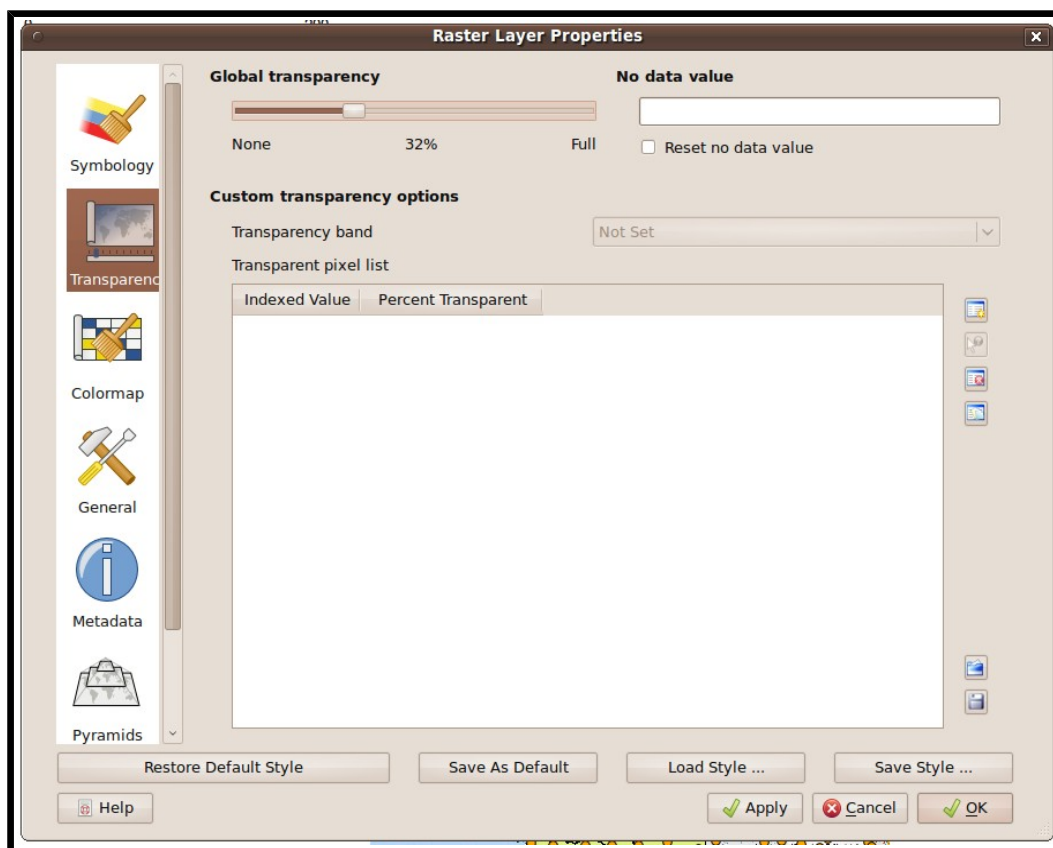 Raster Layer Properties
Symbology
Transparenc
Colormap
General
Metadata
Pyramids
Global transparency
None 32% Full
No data value
Reset no data value
Custom transparency options
Transparency band Not Set
Transparent pixel list
Indexed Value Percent Transparent
Restore Default Style Save As Default Load Style ... Save Style ...
Help Apply Cancel OK